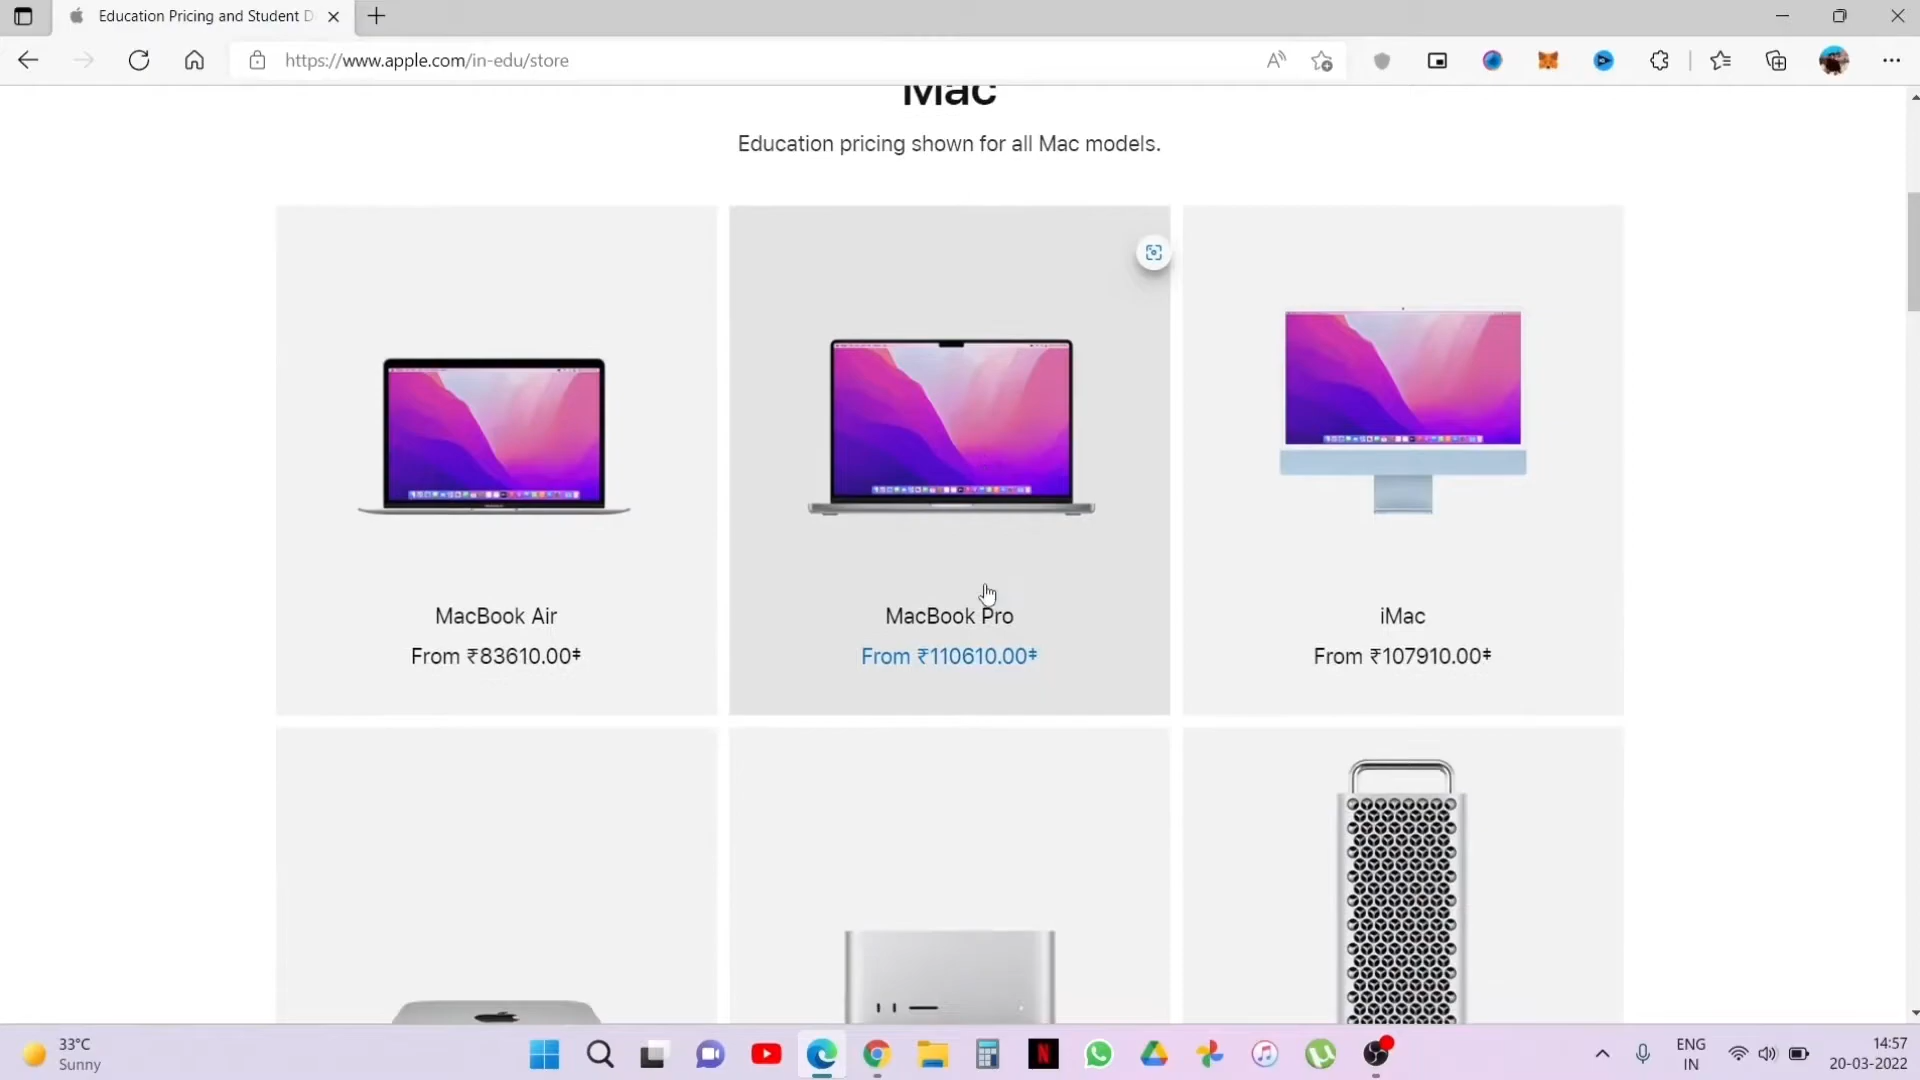 Education Pricing and Student D
https://www.apple.com/in-edu/store
Mac
Education pricing shown for all Mac models.
MacBook Air
From ₹83610.00‡
MacBook Pro
From ₹110610.00‡
iMac
From ₹107910.00‡
33°C
Sunny
ENG
IN
14:57
20-03-2022